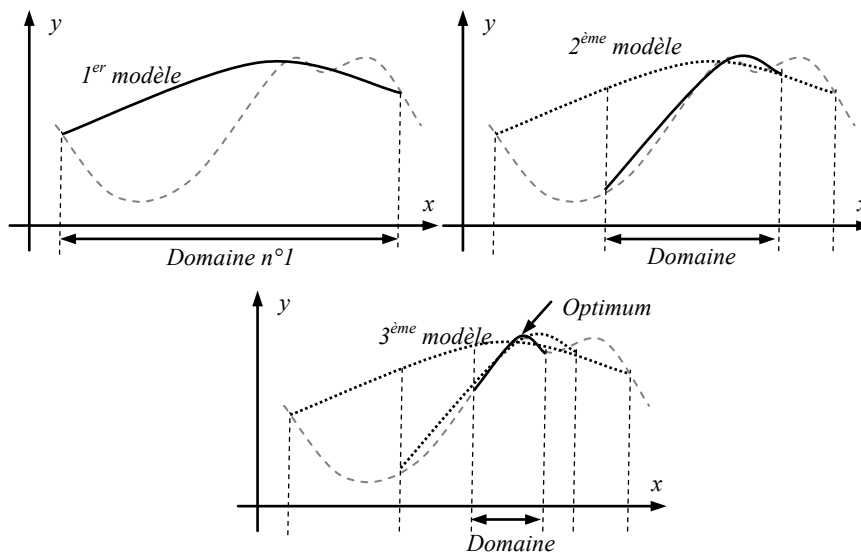 y
1er modèle
x
Domaine n°1
y
2ème modèle
x
Domaine
y
Optimum
3ème modèle
x
Domaine